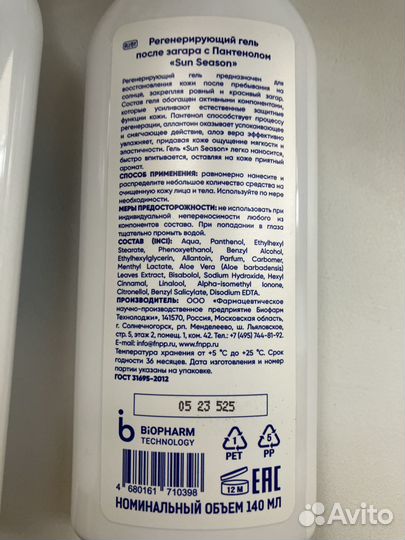 Регенерирующий гель
после загара с Пантенолом
«Sun Season»
Регенерирующий гель предназначен для
восстановления кожи после пребывания на
солнце, закрепляя ровный и красивый загар.
Состав геля обогащен активными компонентами,
которые усиливают естественные защитные
функции кожи. Пантенол способствует процессу
регенерации, аллантоин оказывает успокаивающее
и смягчающее действие, алоэ вера эффективно
увлажняет, придавая коже ощущение мягкости и
эластичности. Гель «Sun Season» легко наносится,
быстро впитывается, оставляя на коже приятный
аромат.
СПОСОБ ПРИМЕНЕНИЯ: равномерно нанесите и
распределите небольшое количество средства на
очищенную кожу лица и тела. Используйте по мере
необходимости.
МЕРЫ ПРЕДОСТОРОЖНОСТИ: не использовать при
индивидуальной непереносимости любого из
компонентов состава. При попадании в глаза
тщательно промыть водой.
СОСТАВ (INCI): Aqua, Panthenol, Ethylhexyl
Stearate, Phenoxyethanol, Benzyl Alcohol,
Ethylhexylglycerin, Allantoin, Parfum, Carbomer,
Menthyl Lactate, Aloe Vera (Aloe barbadensis)
Leaves Extract, Bisabolol, Sodium Hydroxide, Hexyl
Cinnamal, Linalool, Alpha-isomethyl Ionone,
Citronellol, Benzyl Salicylate, Disodium EDTA.
ПРОИЗВОДИТЕЛЬ: ООО «Фармацевтическое
научно-производственное предприятие Биофарм
Технолоджи», 141570, Россия, Московская область,
г. Солнечногорск, рп. Менделеево, ш. Льяловское,
стр. 5, этаж 2, помещ. 1, ком. 42. Тел. +7 (495) 744-81-92.
E-mail: info@fnpp.ru, www.fnpp.ru
Температура хранения от +5 °C до +25 °C. Срок
годности 36 месяцев. Дата изготовления и номер
партии указаны на упаковке.
ГОСТ 31695-2012
05 23 525
BIOPHARM
TECHNOLOGY
1
PET
5
PP
4 680161 710398
12 M
EAC
НОМИНАЛЬНЫЙ ОБЪЕМ 140 МЛ
Avito